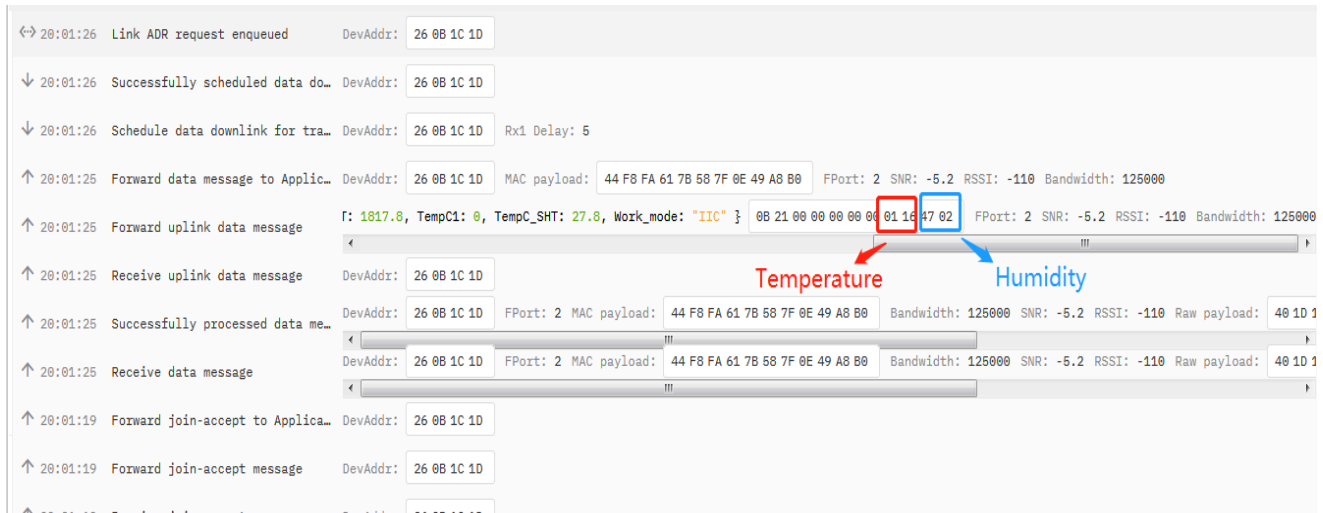 20:01:26 Link ADR request enqueued DevAddr: 26 0B 1C 1D
20:01:26 Successfully scheduled data do… DevAddr: 26 0B 1C 1D
20:01:26 Schedule data downlink for tra… DevAddr: 26 0B 1C 1D Rx1 Delay: 5
20:01:25 Forward data message to Applic… DevAddr: 26 0B 1C 1D MAC payload: 44 F8 FA 61 7B 58 7F 0E 49 A8 B0 FPort: 2 SNR: -5.2 RSSI: -110 Bandwidth: 125000
20:01:25 Forward uplink data message T: 1817.8, TempC1: 0, TempC_SHT: 27.8, Work_mode: "IIC" } 0B 21 00 00 00 00 00 01 16 47 02 FPort: 2 SNR: -5.2 RSSI: -110 Bandwidth: 125000
Temperature Humidity
20:01:25 Receive uplink data message DevAddr: 26 0B 1C 1D
20:01:25 Successfully processed data me… DevAddr: 26 0B 1C 1D FPort: 2 MAC payload: 44 F8 FA 61 7B 58 7F 0E 49 A8 B0 Bandwidth: 125000 SNR: -5.2 RSSI: -110 Raw payload: 40 1D 1
20:01:25 Receive data message DevAddr: 26 0B 1C 1D FPort: 2 MAC payload: 44 F8 FA 61 7B 58 7F 0E 49 A8 B0 Bandwidth: 125000 SNR: -5.2 RSSI: -110 Raw payload: 40 1D 1
20:01:19 Forward join-accept to Applica… DevAddr: 26 0B 1C 1D
20:01:19 Forward join-accept message DevAddr: 26 0B 1C 1D